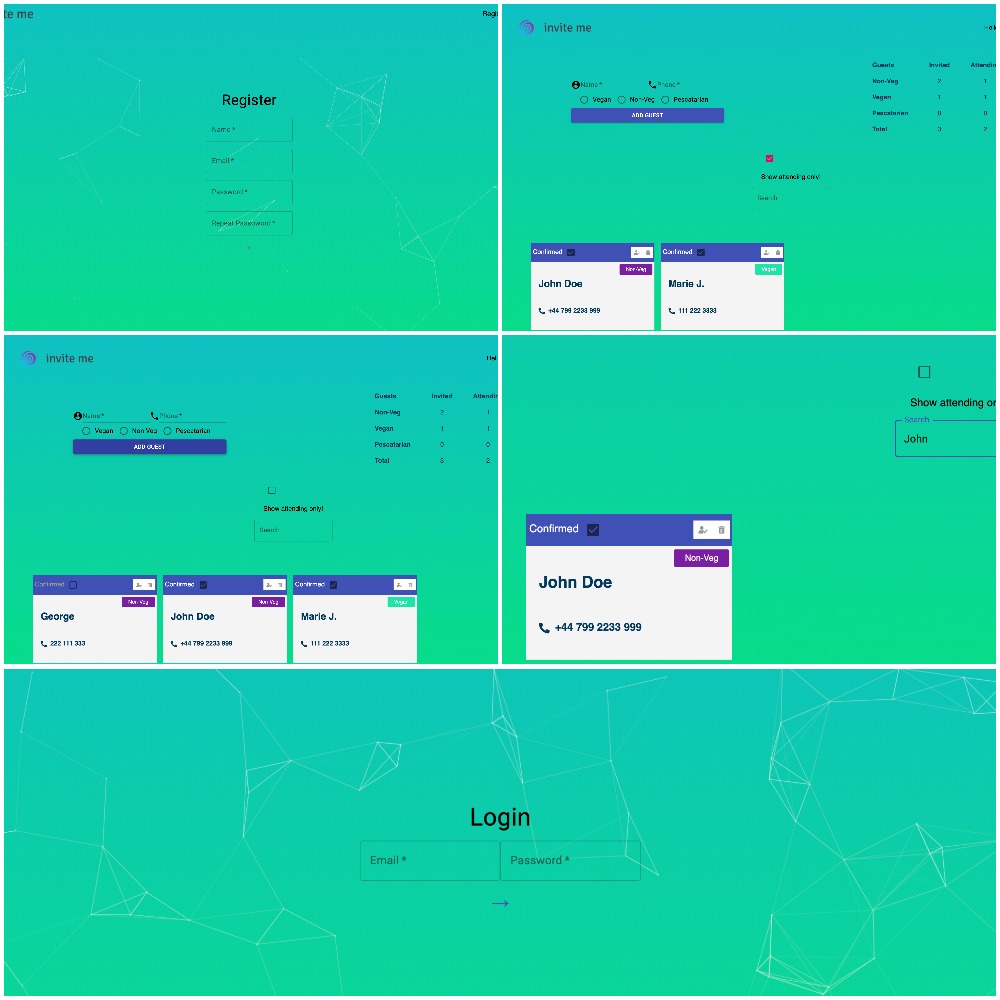 te me
Regi
Register
Name *
Email *
Password *
Repeat Password *
invite me
Hel
Guests Invited Attendin
Non-Veg 2 1
Vegan 1 1
Pescatarian 0 0
Total 3 2
Name * Phone *
Vegan Non-Veg Pescatarian
ADD GUEST
Show attending only!
Search
Confirmed Confirmed
Non-Veg Vegan
John Doe Marie J.
+44 799 2233 999 111 222 3333
invite me
Hel
Guests Invited Attendin
Non-Veg 2 1
Vegan 1 1
Pescatarian 0 0
Total 3 2
Name * Phone *
Vegan Non-Veg Pescatarian
ADD GUEST
Show attending only!
Search
Confirmed Confirmed Confirmed
Non-Veg Non-Veg Vegan
George John Doe Marie J.
222 111 333 +44 799 2233 999 111 222 3333
Show attending or
Search
John
Confirmed
Non-Veg
John Doe
+44 799 2233 999
Login
Email * Password *